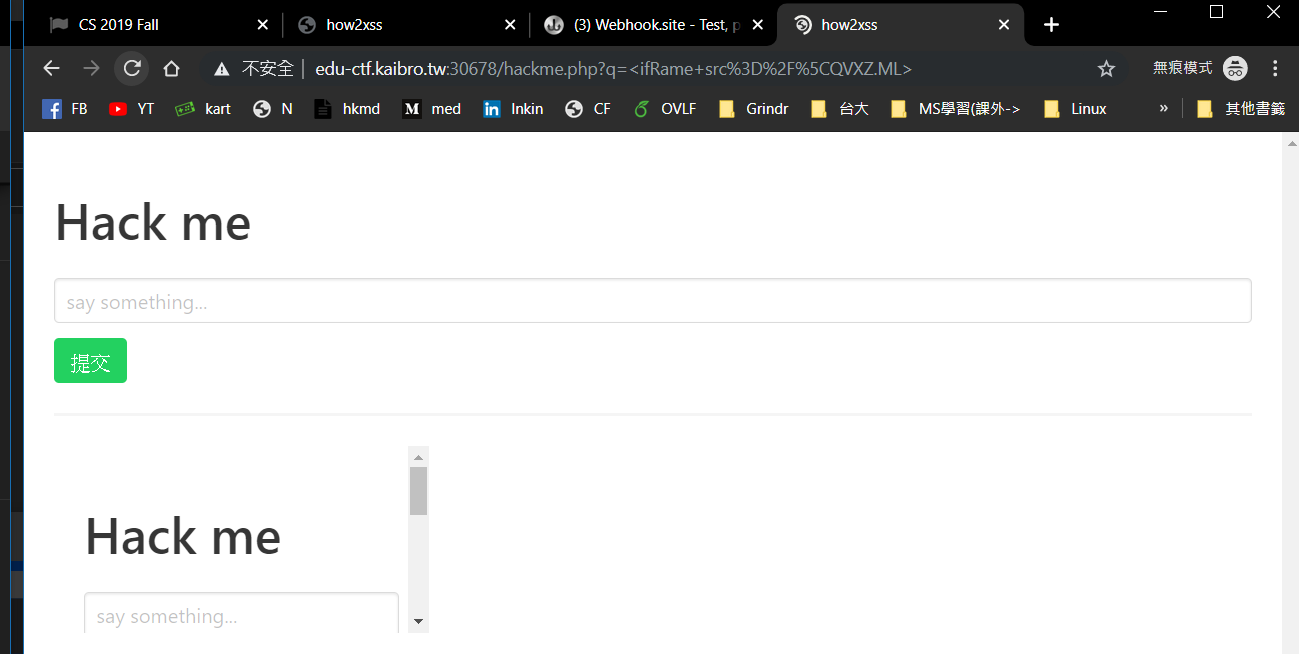 CS 2019 Fall
how2xss
(3) Webhook.site - Test, p
how2xss
不安全 | edu-ctf.kaibro.tw:30678/hackme.php?q=<ifRame+src%3D%2F%5CQVXZ.ML>
無痕模式
FB YT kart N hkmd med Inkin CF OVLF Grindr 台大 MS學習(課外-> Linux » 其他書籤
Hack me
say something...
提交
Hack me
say something...